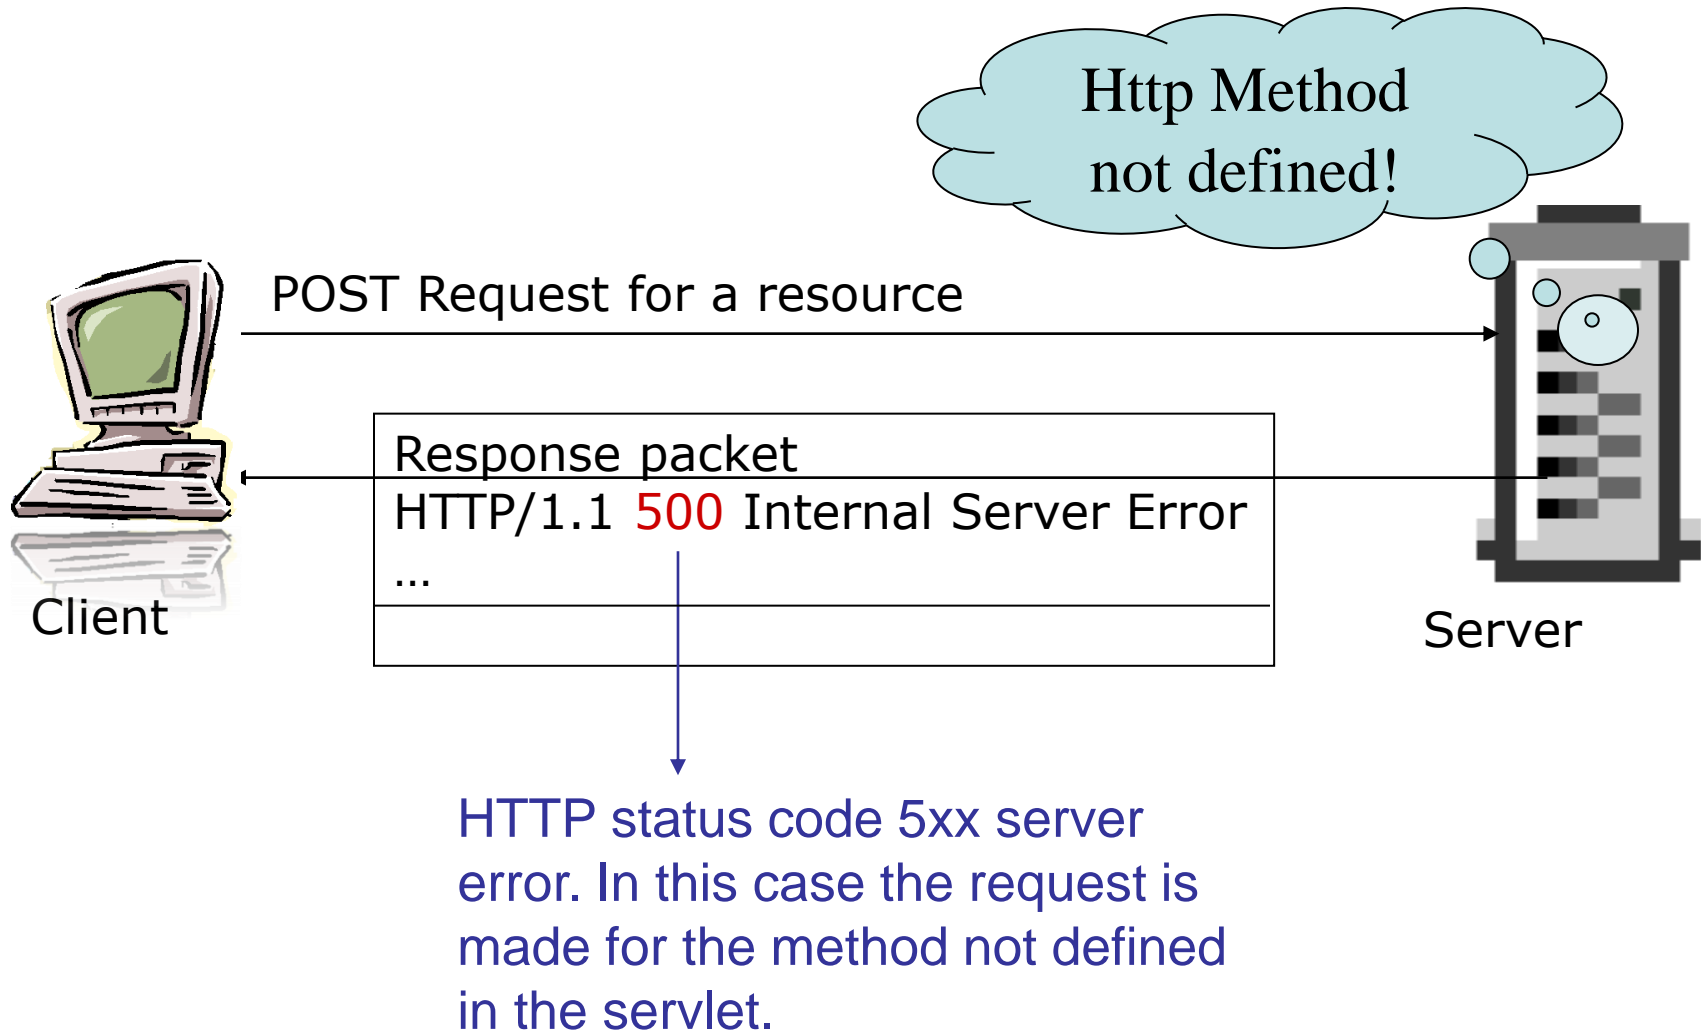 Http Method
not defined!
POST Request for a resource
Response packet
HTTP/1.1 500 Internal Server Error
…
Client
Server
HTTP status code 5xx server
error. In this case the request is
made for the method not defined
in the servlet.